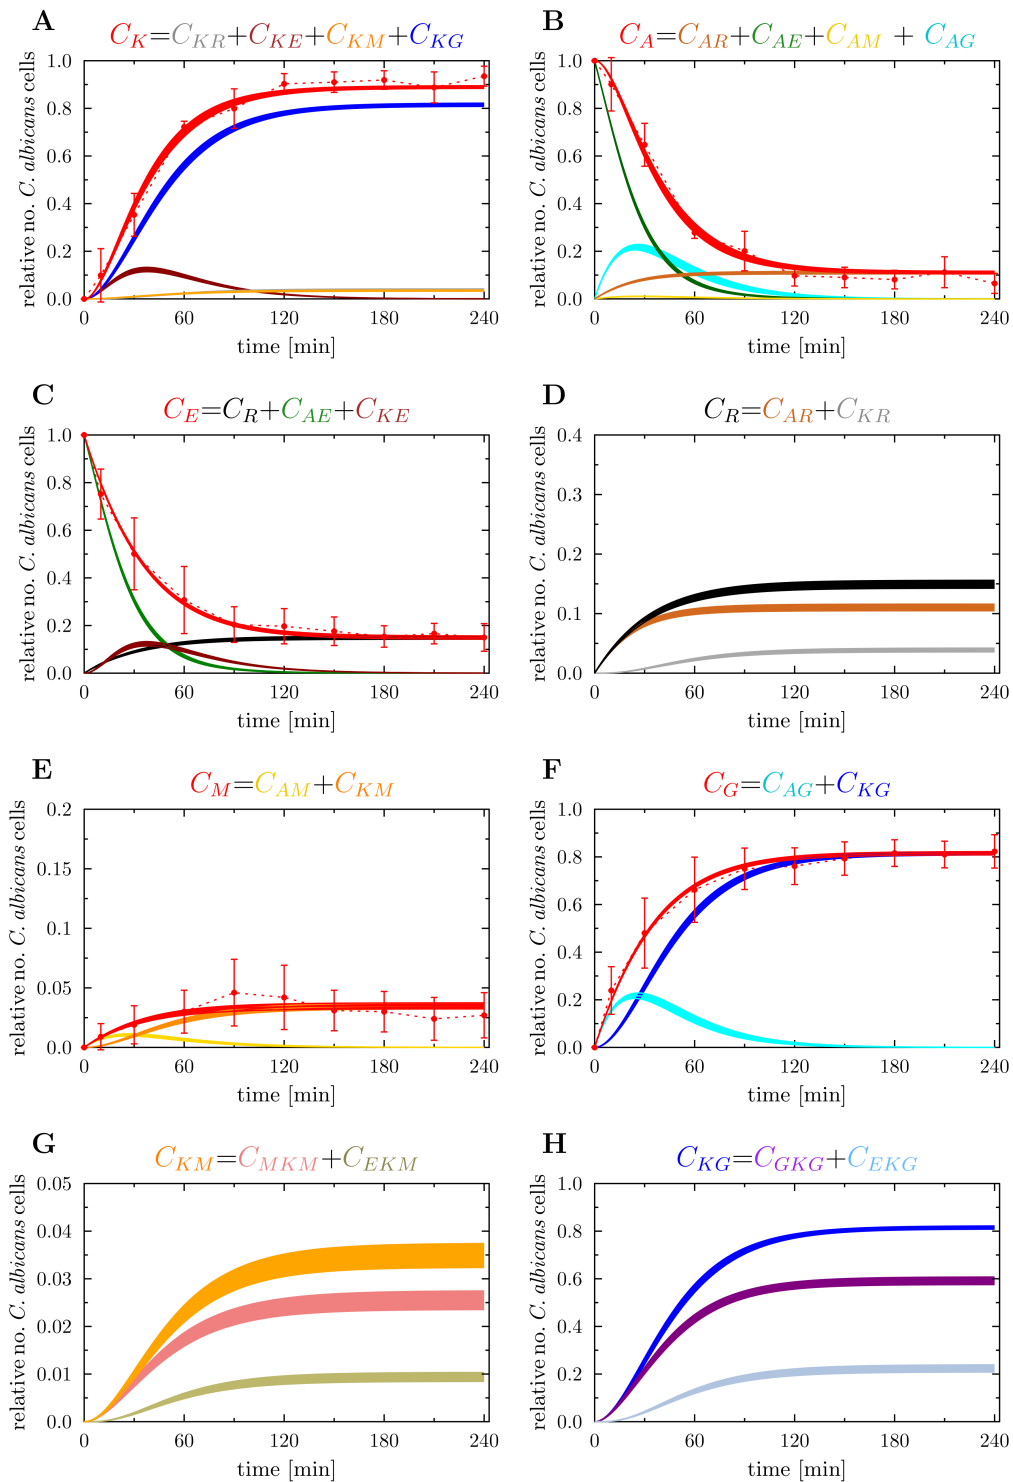 A
C_K=C_KR+C_KE+C_KM+C_KG
relative no. C. albicans cells
1.0
0.8
0.6
0.4
0.2
0.0
0 60 120 180 240
time [min]
B
C_A=C_AR+C_AE+C_AM + C_AG
relative no. C. albicans cells
1.0
0.8
0.6
0.4
0.2
0.0
0 60 120 180 240
time [min]
C
C_E=C_R+C_AE+C_KE
relative no. C. albicans cells
1.0
0.8
0.6
0.4
0.2
0.0
0 60 120 180 240
time [min]
D
C_R=C_AR+C_KR
relative no. C. albicans cells
0.4
0.3
0.2
0.1
0.0
0 60 120 180 240
time [min]
E
C_M=C_AM+C_KM
relative no. C. albicans cells
0.2
0.15
0.1
0.05
0.0
0 60 120 180 240
time [min]
F
C_G=C_AG+C_KG
relative no. C. albicans cells
1.0
0.8
0.6
0.4
0.2
0.0
0 60 120 180 240
time [min]
G
C_KM=C_MKM+C_EKM
relative no. C. albicans cells
0.05
0.04
0.03
0.02
0.01
0.0
0 60 120 180 240
time [min]
H
C_KG=C_GKG+C_EKG
relative no. C. albicans cells
1.0
0.8
0.6
0.4
0.2
0.0
0 60 120 180 240
time [min]